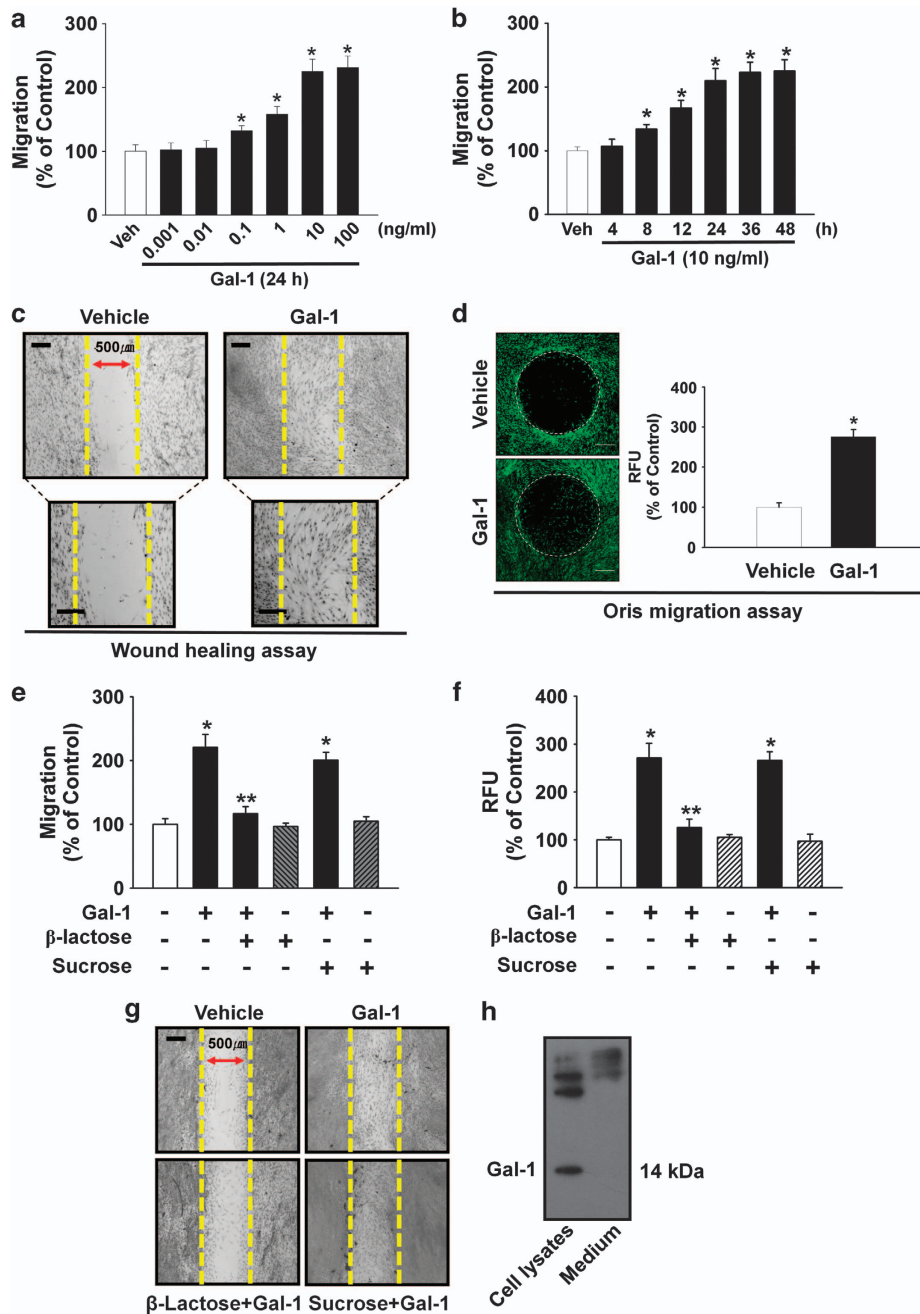 a
Migration
(% of Control)
300
200
100
0
* * * *
Veh 0.001 0.01 0.1 1 10 100 (ng/ml)
Gal-1 (24 h)
b
Migration
(% of Control)
300
200
100
0
* * * * *
Veh 4 8 12 24 36 48 (h)
Gal-1 (10 ng/ml)
c
Vehicle Gal-1
500㎛
Wound healing assay
d
Vehicle
Gal-1
RFU
(% of Control)
400
300
200
100
0
*
Vehicle Gal-1
Oris migration assay
e
Migration
(% of Control)
300
200
100
0
* ** *
Gal-1 - + + - + -
β-lactose - - + + - -
Sucrose - - - - + +
f
RFU
(% of Control)
400
300
200
100
0
* ** *
Gal-1 - + + - + -
β-lactose - - + + - -
Sucrose - - - - + +
g
Vehicle Gal-1
500㎛
β-Lactose+Gal-1 Sucrose+Gal-1
h
Gal-1 14 kDa
Cell lysates Medium